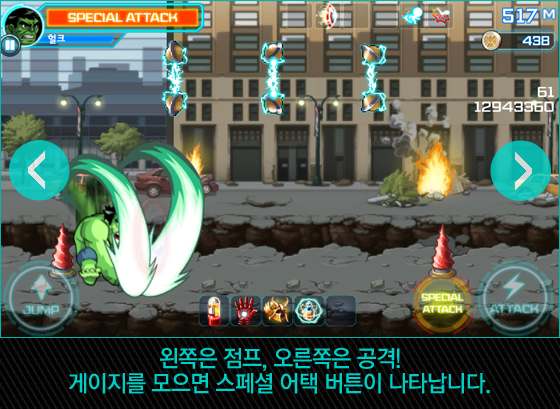 SPECIAL ATTACK
헐크
517 M
438
61
12943360
JUMP
SPECIAL
ATTACK
ATTACK
왼쪽은 점프, 오른쪽은 공격!
게이지를 모으면 스페셜 어택 버튼이 나타납니다.